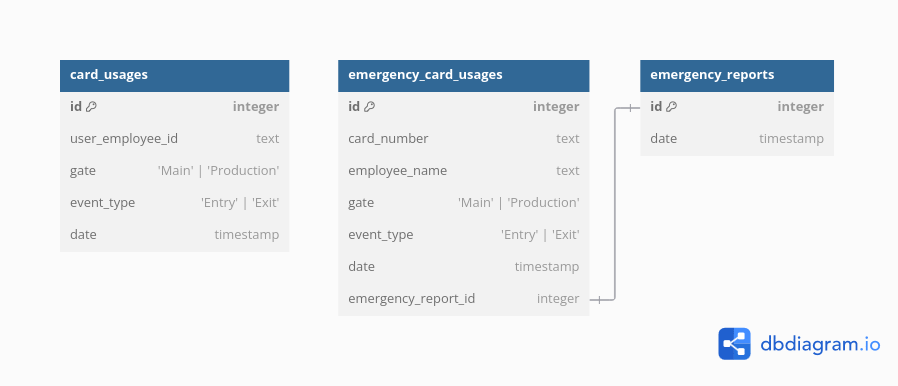 card_usages
id integer
user_employee_id text
gate 'Main' | 'Production'
event_type 'Entry' | 'Exit'
date timestamp
emergency_card_usages
id integer
card_number text
employee_name text
gate 'Main' | 'Production'
event_type 'Entry' | 'Exit'
date timestamp
emergency_report_id integer
emergency_reports
id integer
date timestamp
dbdiagram.io